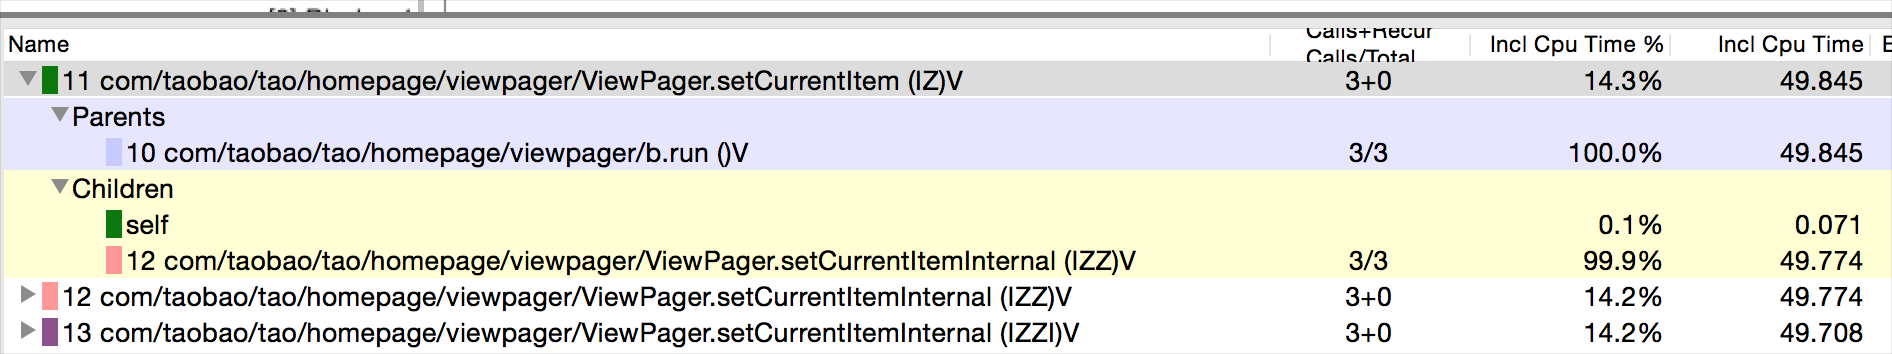 Name Calls+Recur Calls/Total Incl Cpu Time % Incl Cpu Time
11 com/taobao/tao/homepage/viewpager/ViewPager.setCurrentItem (IZ)V 3+0 14.3% 49.845
Parents
10 com/taobao/tao/homepage/viewpager/b.run ()V 3/3 100.0% 49.845
Children
self 0.1% 0.071
12 com/taobao/tao/homepage/viewpager/ViewPager.setCurrentItemInternal (IZZ)V 3/3 99.9% 49.774
12 com/taobao/tao/homepage/viewpager/ViewPager.setCurrentItemInternal (IZZ)V 3+0 14.2% 49.774
13 com/taobao/tao/homepage/viewpager/ViewPager.setCurrentItemInternal (IZZI)V 3+0 14.2% 49.708